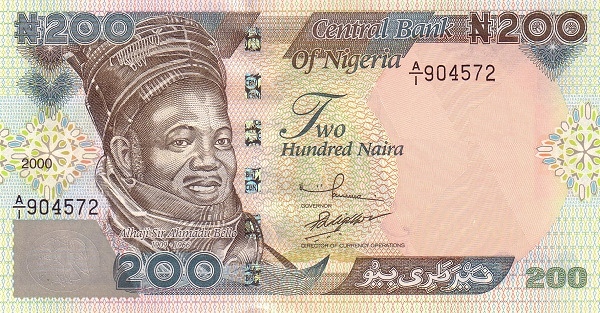 ₦200
Central Bank
Of Nigeria
₦200
A/1 904572
Two
Hundred Naira
2000
GOVERNOR
A/1 904572
DIRECTOR OF CURRENCY OPERATIONS
Alhaji Sir Ahmadu Bello
200
200